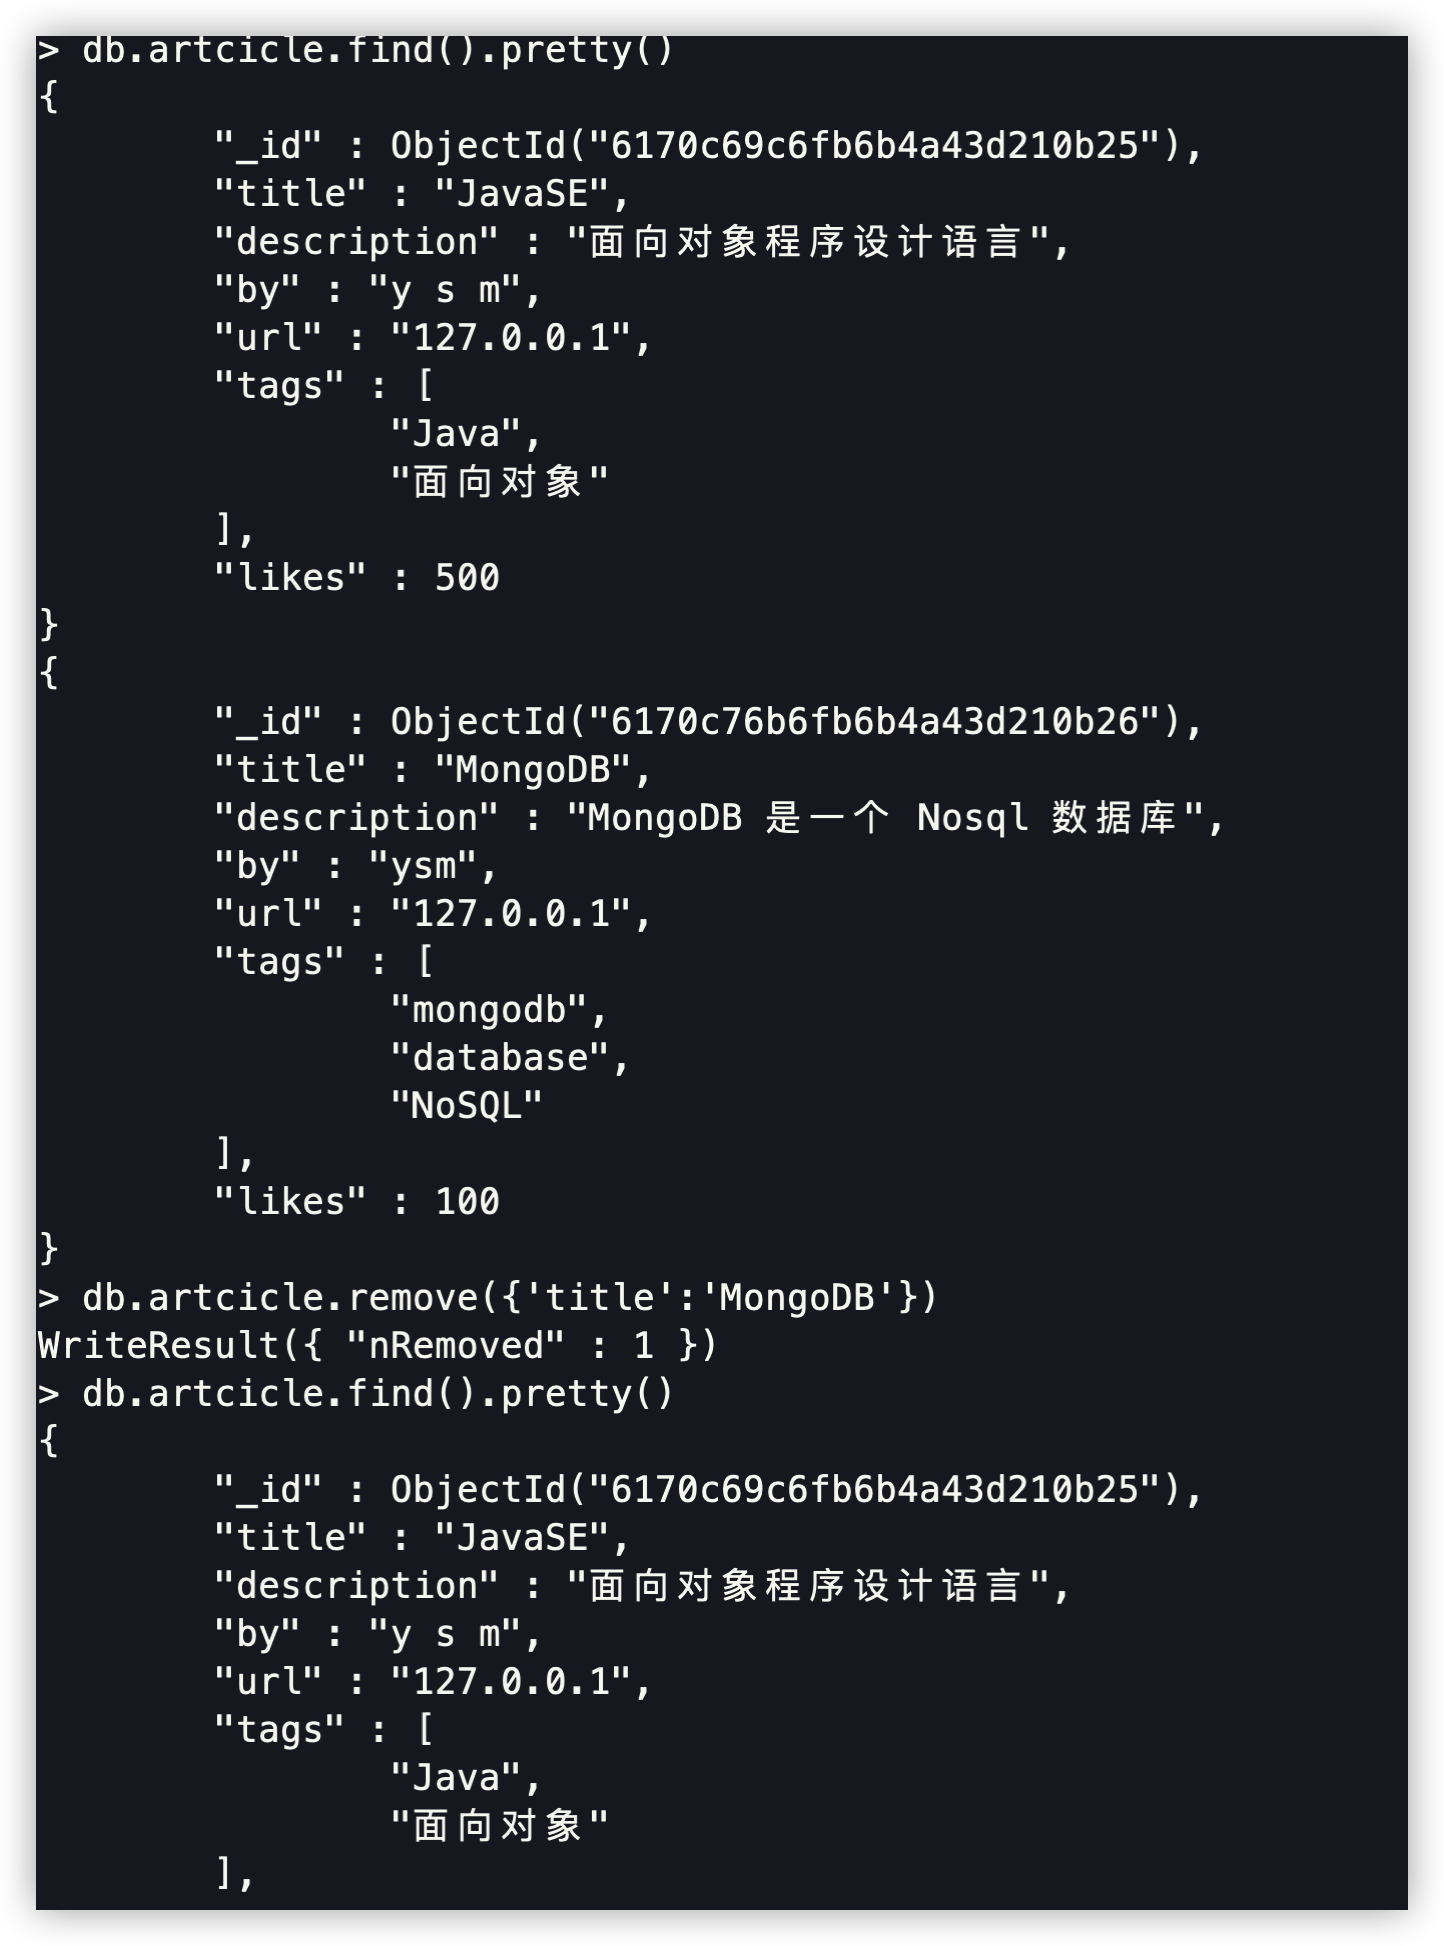 > db.artcicle.find().pretty()
{
"_id" : ObjectId("6170c69c6fb6b4a43d210b25"),
"title" : "JavaSE",
"description" : "面向对象程序设计语言",
"by" : "y s m",
"url" : "127.0.0.1",
"tags" : [
"Java",
"面向对象"
],
"likes" : 500
}
{
"_id" : ObjectId("6170c76b6fb6b4a43d210b26"),
"title" : "MongoDB",
"description" : "MongoDB 是一个 Nosql 数据库",
"by" : "ysm",
"url" : "127.0.0.1",
"tags" : [
"mongodb",
"database",
"NoSQL"
],
"likes" : 100
}
> db.artcicle.remove({'title':'MongoDB'})
WriteResult({ "nRemoved" : 1 })
> db.artcicle.find().pretty()
{
"_id" : ObjectId("6170c69c6fb6b4a43d210b25"),
"title" : "JavaSE",
"description" : "面向对象程序设计语言",
"by" : "y s m",
"url" : "127.0.0.1",
"tags" : [
"Java",
"面向对象"
],